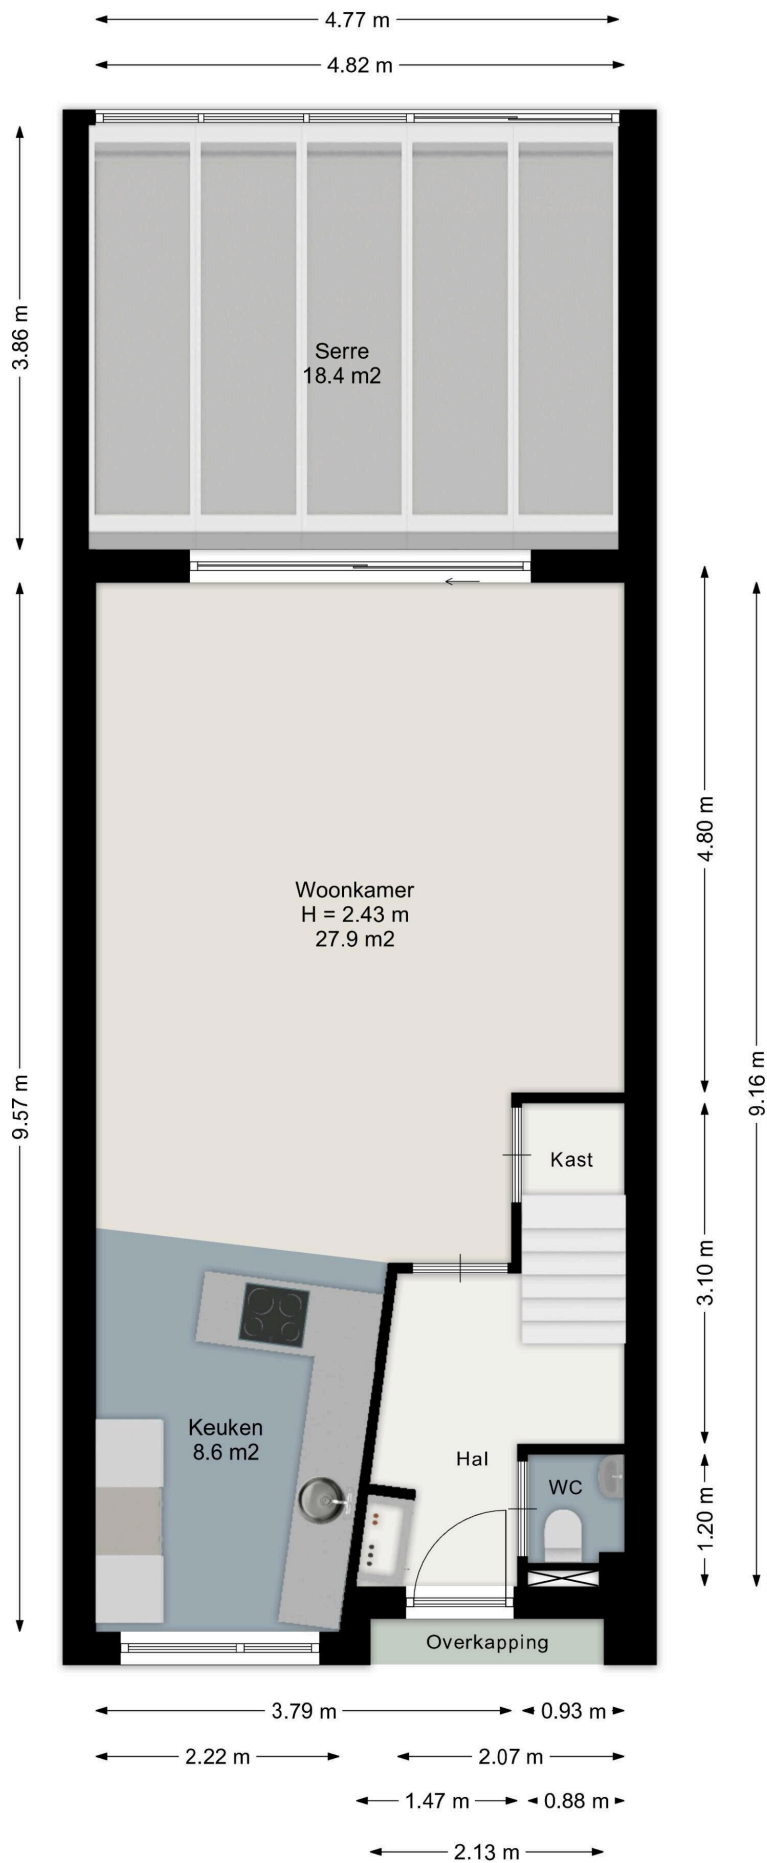 4.77 m
4.82 m
3.86 m
Serre
18.4 m2
4.80 m
Woonkamer
H = 2.43 m
27.9 m2
9.57 m
9.16 m
Kast
3.10 m
Keuken
8.6 m2
Hal
WC
1.20 m
Overkapping
3.79 m
0.93 m
2.22 m
2.07 m
1.47 m
0.88 m
2.13 m